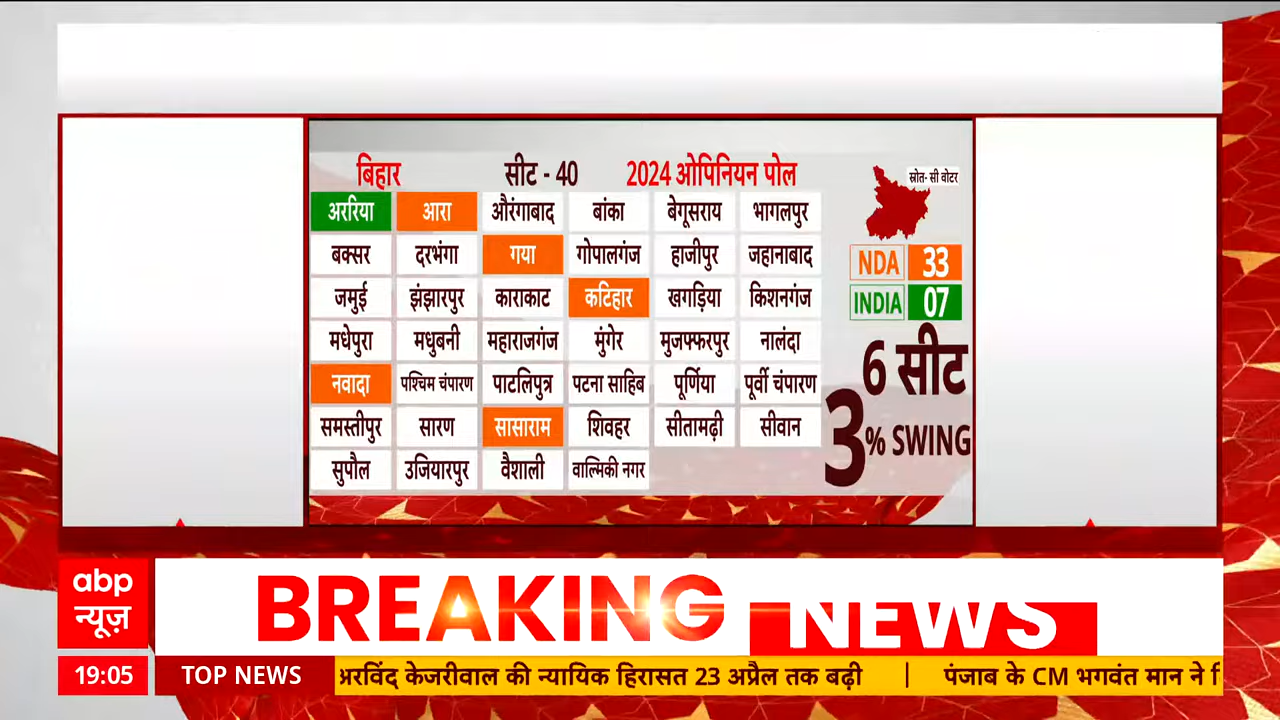 बिहार सीट - 40 2024 ओपिनियन पोल
स्रोत- सी वोटर
अररिया आरा औरंगाबाद बांका बेगूसराय भागलपुर
बक्सर दरभंगा गया गोपालगंज हाजीपुर जहानाबाद
जमुई झंझारपुर काराकाट कटिहार खगड़िया किशनगंज
मधेपुरा मधुबनी महाराजगंज मुंगेर मुजफ्फरपुर नालंदा
नवादा पश्चिम चंपारण पाटलिपुत्र पटना साहिब पूर्णिया पूर्वी चंपारण
समस्तीपुर सारण सासाराम शिवहर सीतामढ़ी सीवान
सुपौल उजियारपुर वैशाली वाल्मिकी नगर
NDA 33
INDIA 07
6 सीट
3% SWING
abp
न्यूज़
BREAKING NEWS
19:05 TOP NEWS अरविंद केजरीवाल की न्यायिक हिरासत 23 अप्रैल तक बढ़ी | पंजाब के CM भगवंत मान ने